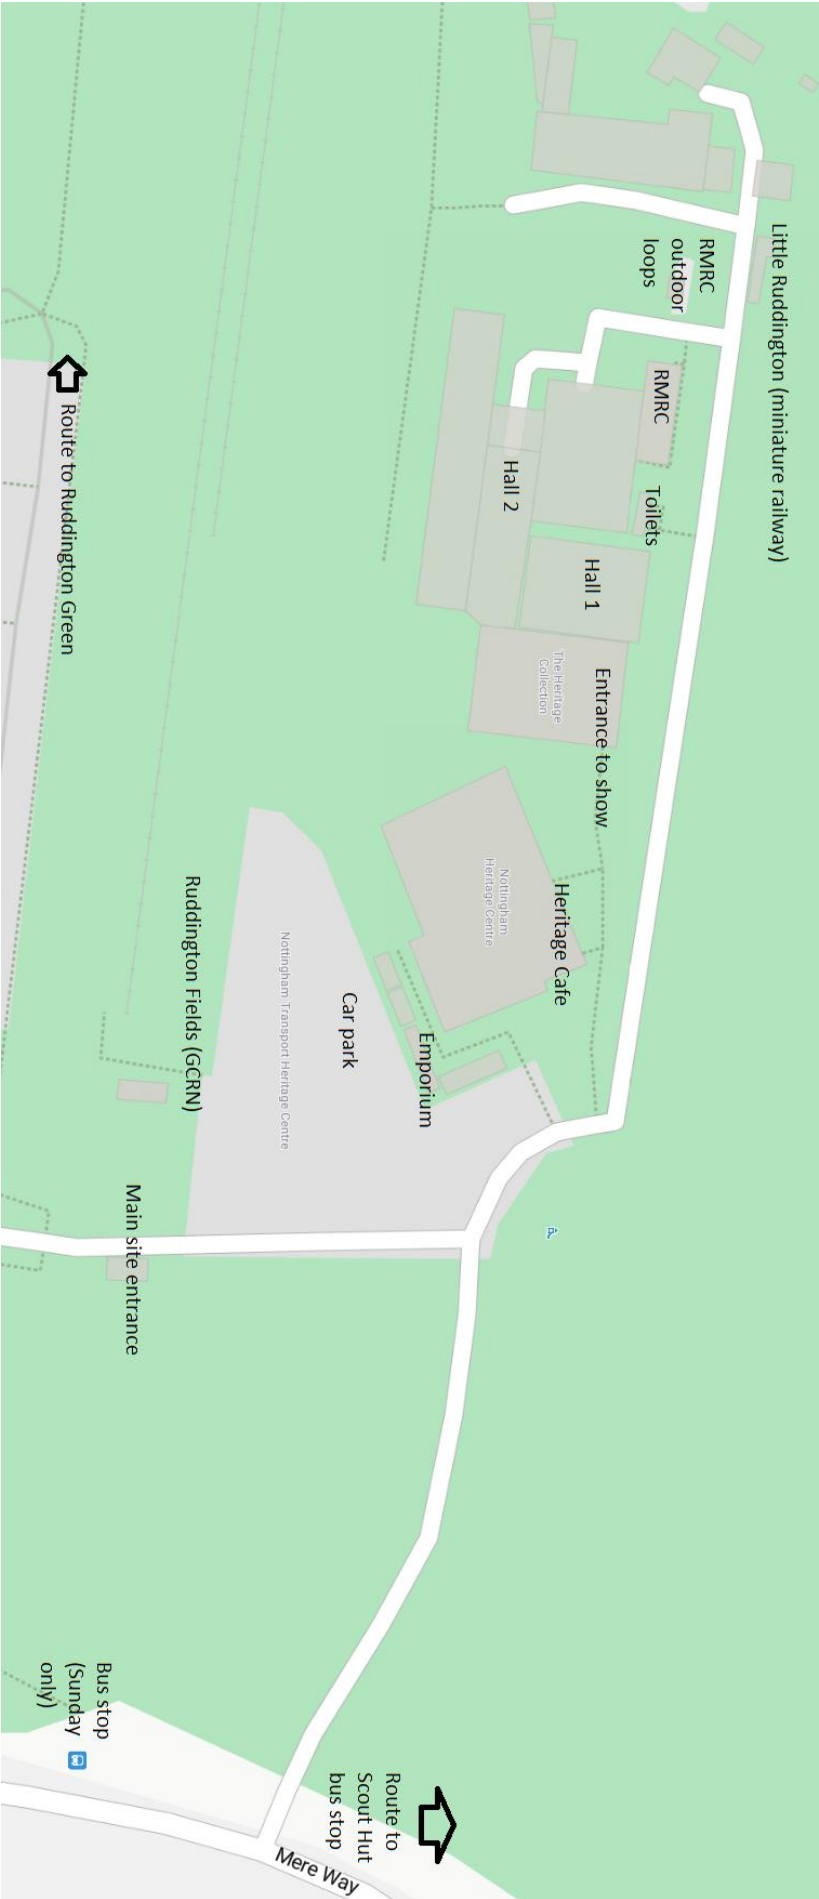 Little Ruddington (miniature railway)
RMRC
outdoor
loops
RMRC
Toilets
Hall 1
Hall 2
Entrance to show
The Heritage
Collection
Heritage Cafe
Nottingham
Heritage Centre
Emporium
Car park
Nottingham Transport Heritage Centre
Ruddington Fields (GCRN)
Route to Ruddington Green
Main site entrance
Route to
Scout Hut
bus stop
Mere Way
Bus stop
(Sunday
only)